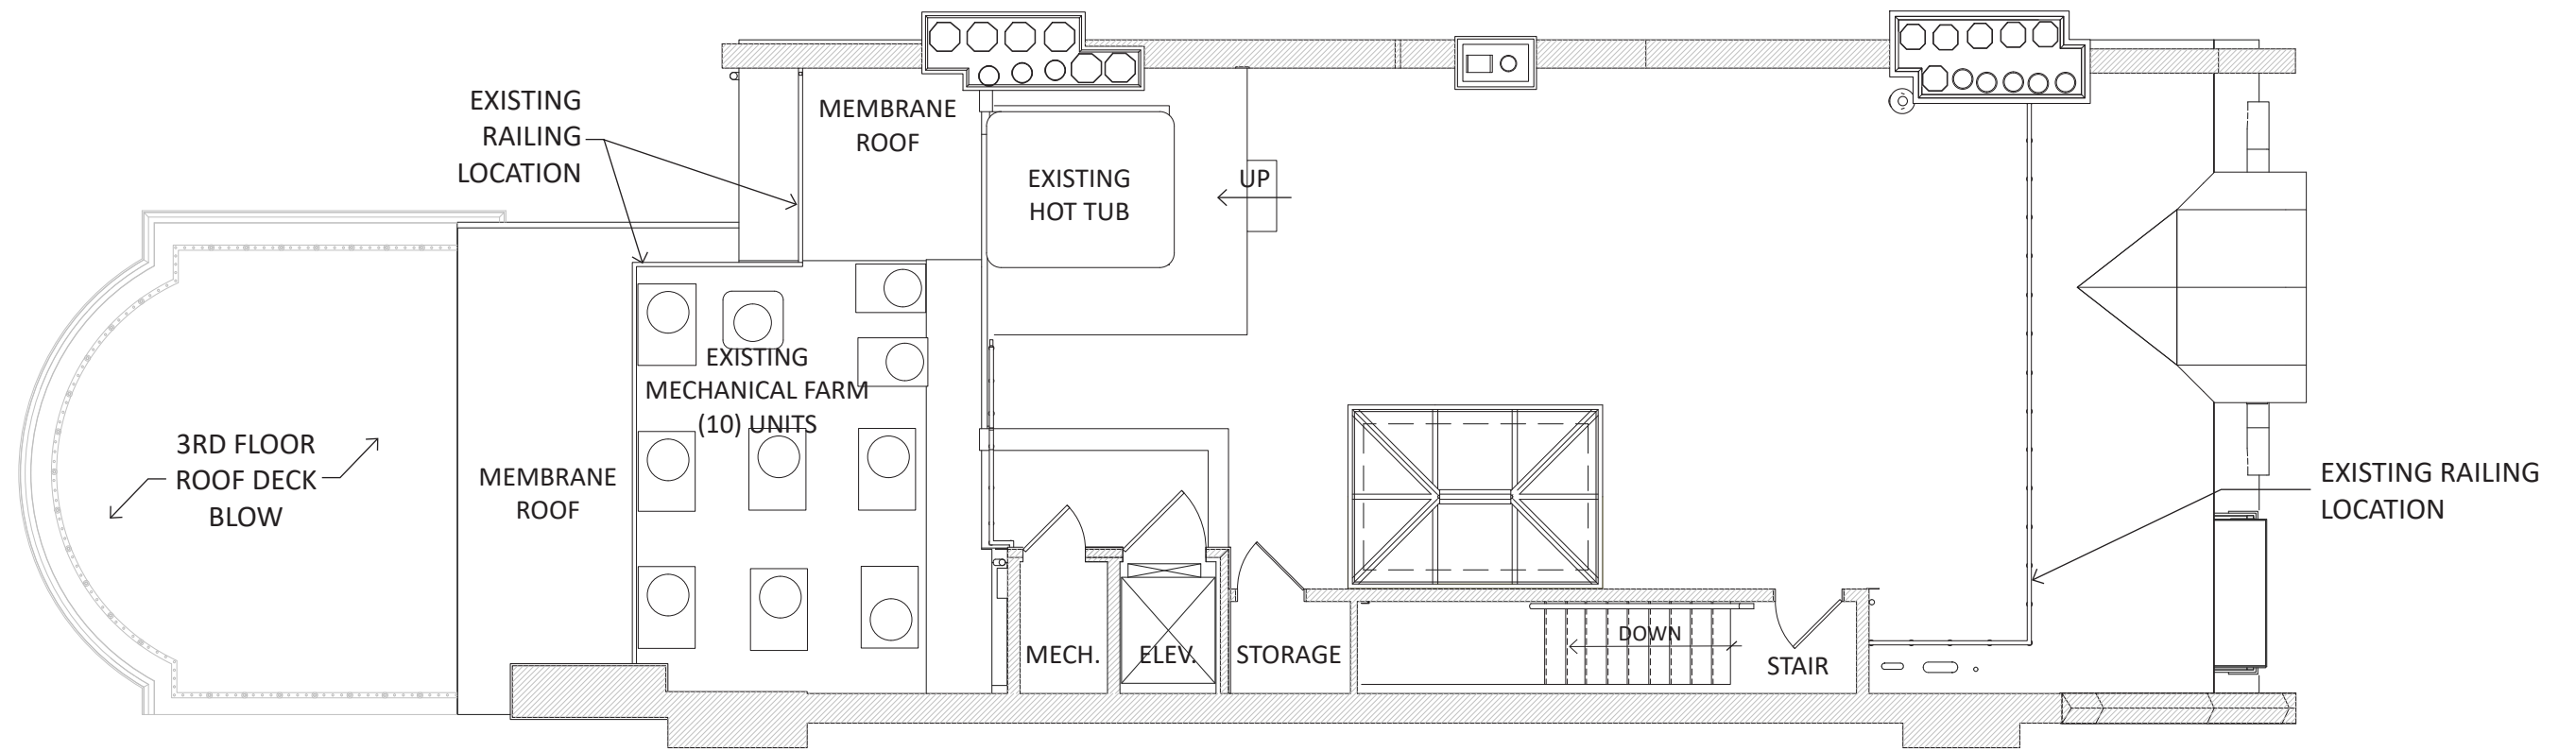 EXISTING
RAILING
LOCATION
MEMBRANE
ROOF
EXISTING
HOT TUB
UP
EXISTING
MECHANICAL FARM
(10) UNITS
3RD FLOOR
ROOF DECK
BLOW
MEMBRANE
ROOF
EXISTING RAILING
LOCATION
MECH.
ELEV.
STORAGE
DOWN
STAIR